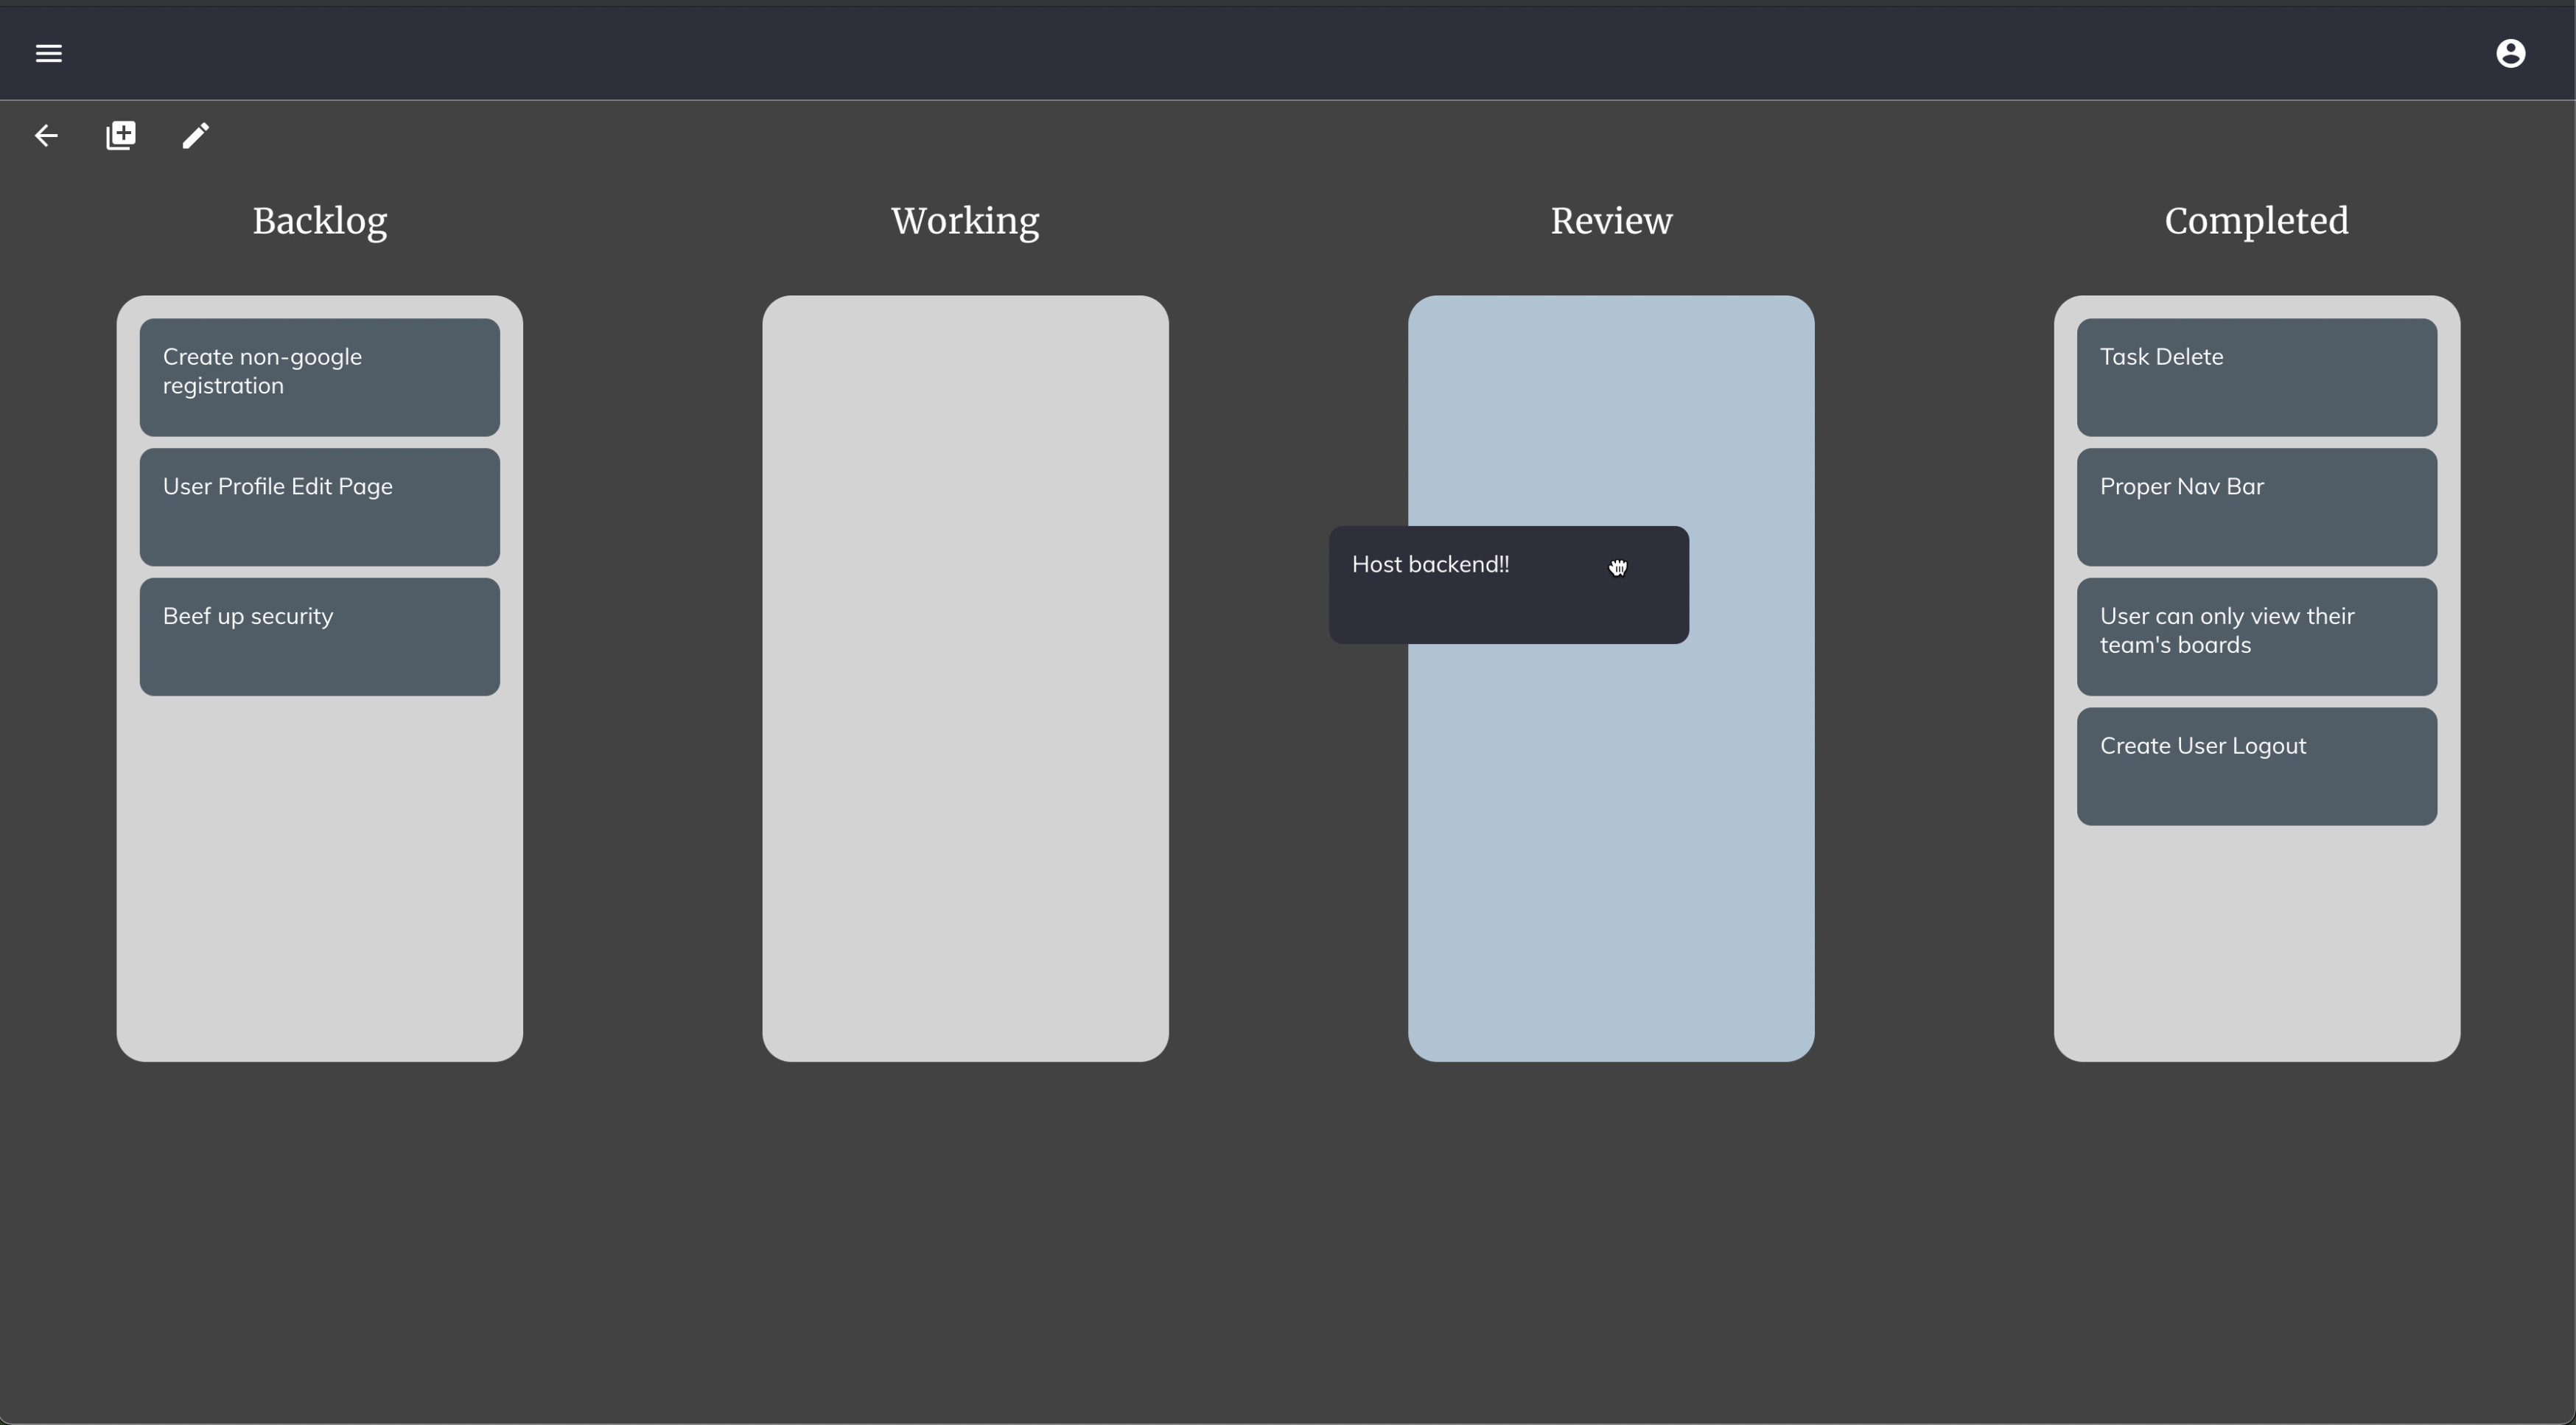 Backlog
Working
Review
Completed
Create non-google
registration
User Profile Edit Page
Beef up security
Host backend!!
Task Delete
Proper Nav Bar
User can only view their
team's boards
Create User Logout